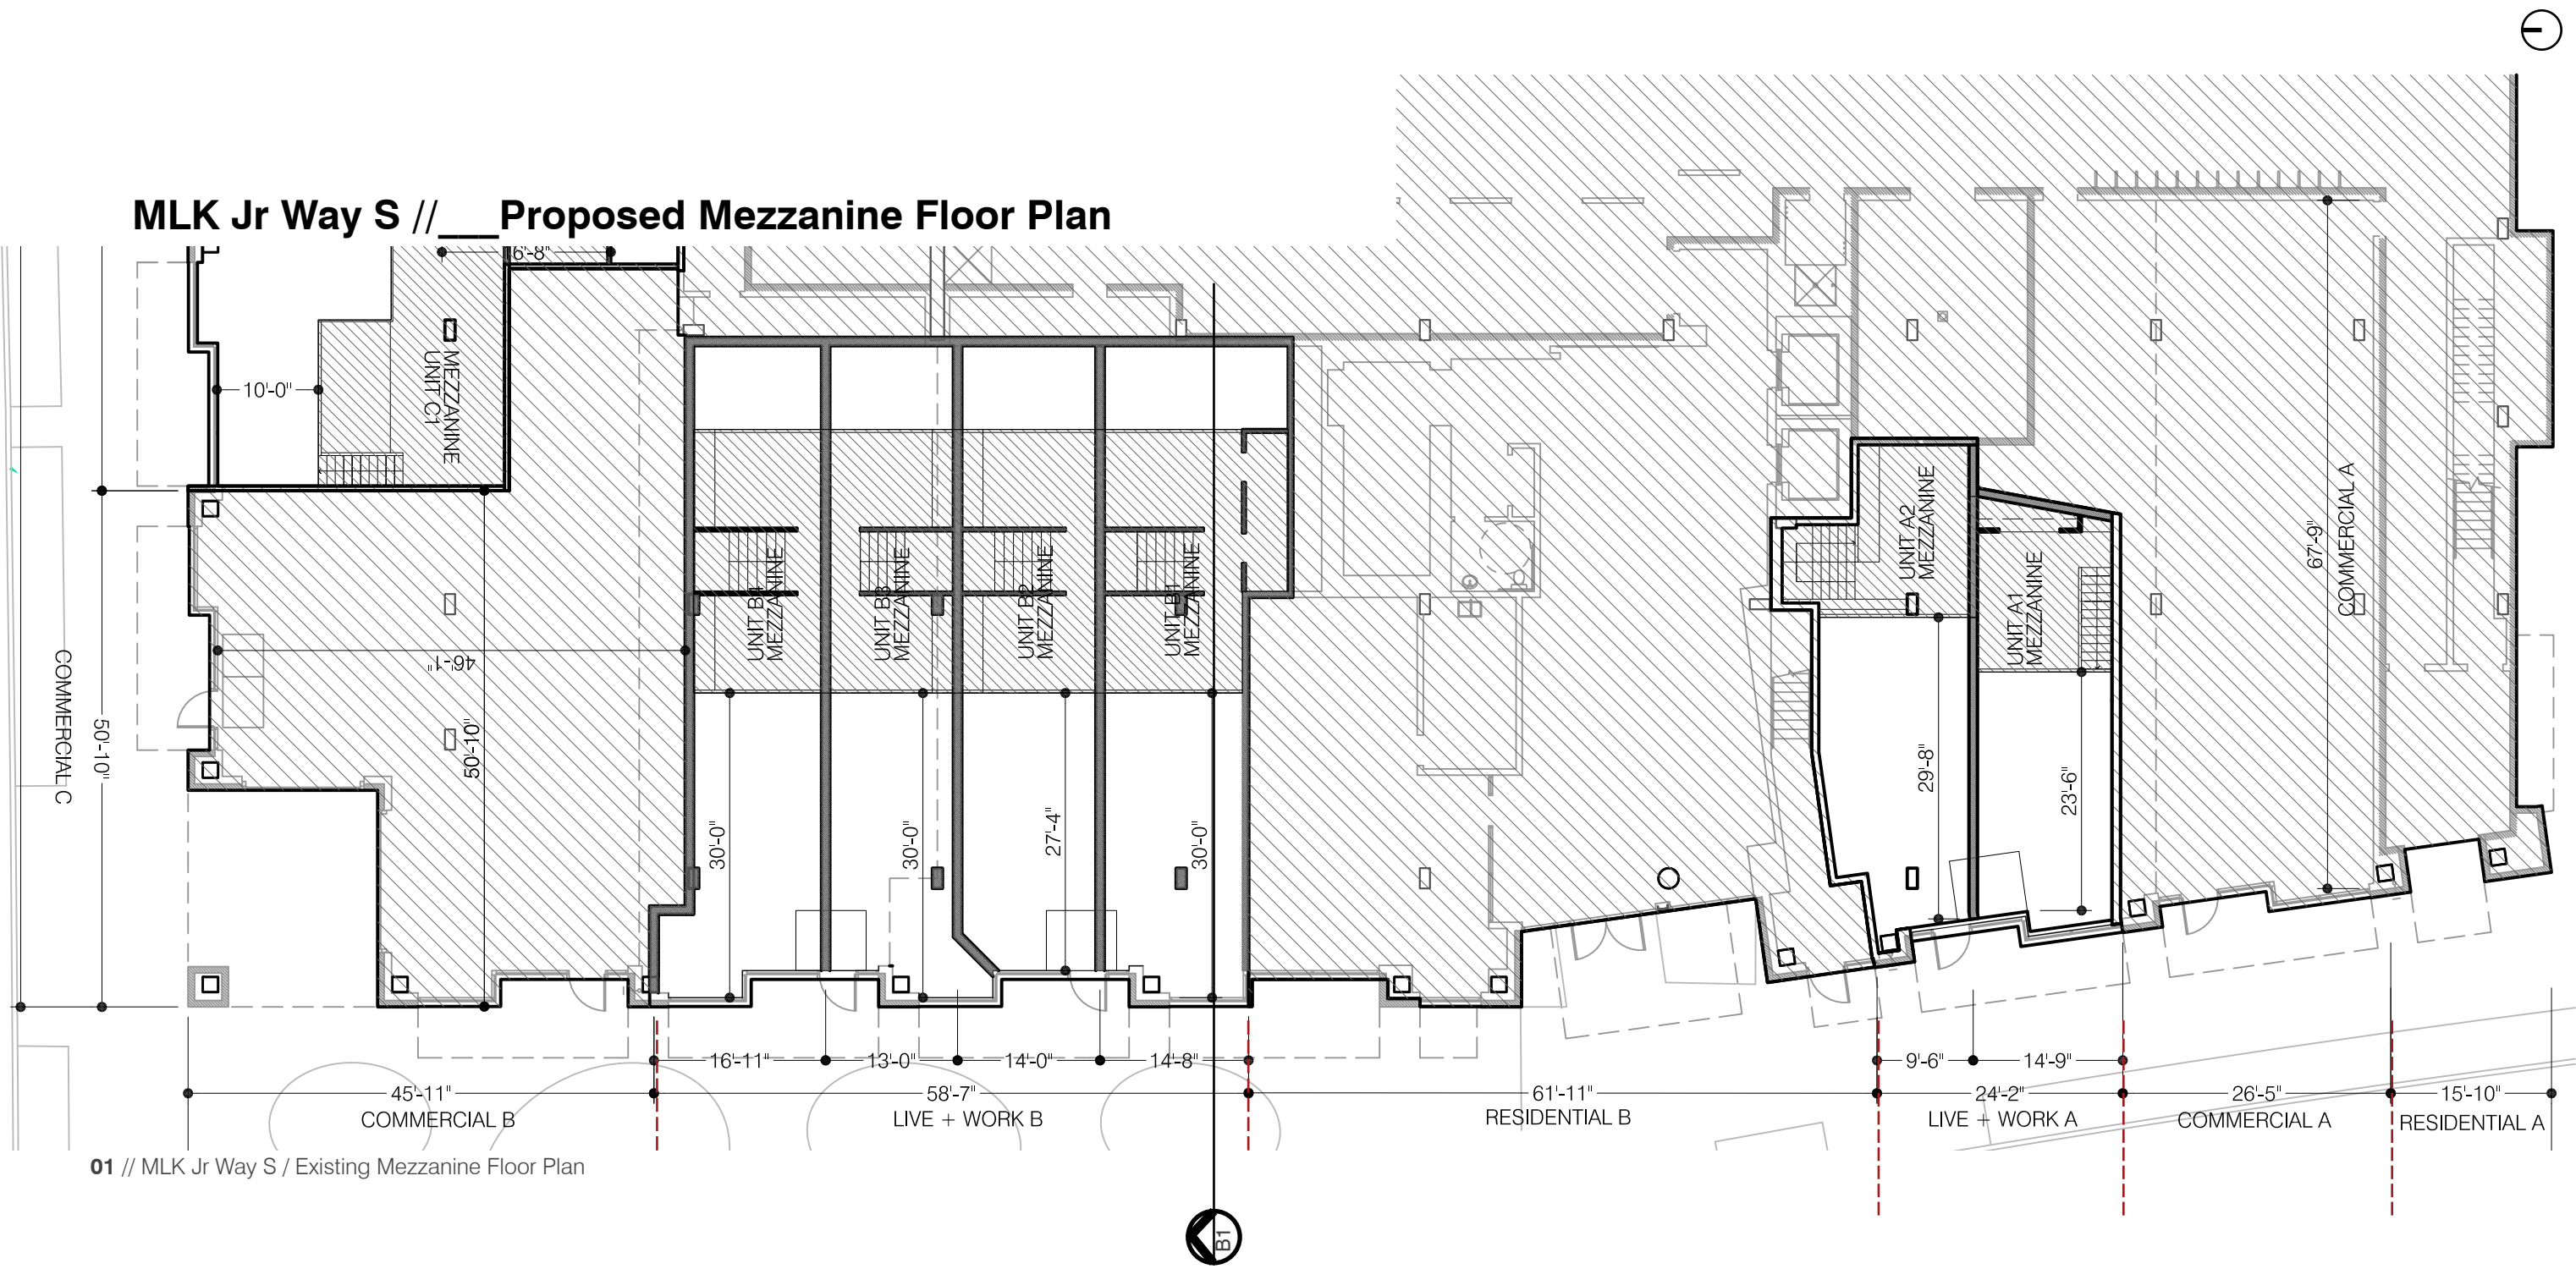 MLK Jr Way S //___Proposed Mezzanine Floor Plan
6'-8"
10'-0"
MEZZANINE
UNIT C1
COMMERCIAL C
50'-10"
46'-1"
50'-10"
UNIT B4
MEZZANINE
UNIT B3
MEZZANINE
UNIT B2
MEZZANINE
UNIT B1
MEZZANINE
30'-0"
30'-0"
27'-4"
30'-0"
UNIT A2
MEZZANINE
UNIT A1
MEZZANINE
29'-8"
23'-6"
67'-9"
COMMERCIAL A
16'-11"
13'-0"
14'-0"
14'-8"
9'-6"
14'-9"
45'-11"
58'-7"
61'-11"
24'-2"
26'-5"
15'-10"
COMMERCIAL B
LIVE + WORK B
RESIDENTIAL B
LIVE + WORK A
COMMERCIAL A
RESIDENTIAL A
01 // MLK Jr Way S / Existing Mezzanine Floor Plan
B1